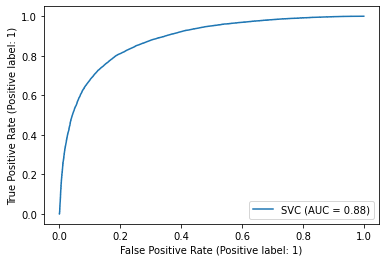 True Positive Rate (Positive label: 1)
1.0
0.8
0.6
0.4
0.2
0.0
SVC (AUC = 0.88)
0.0 0.2 0.4 0.6 0.8 1.0
False Positive Rate (Positive label: 1)